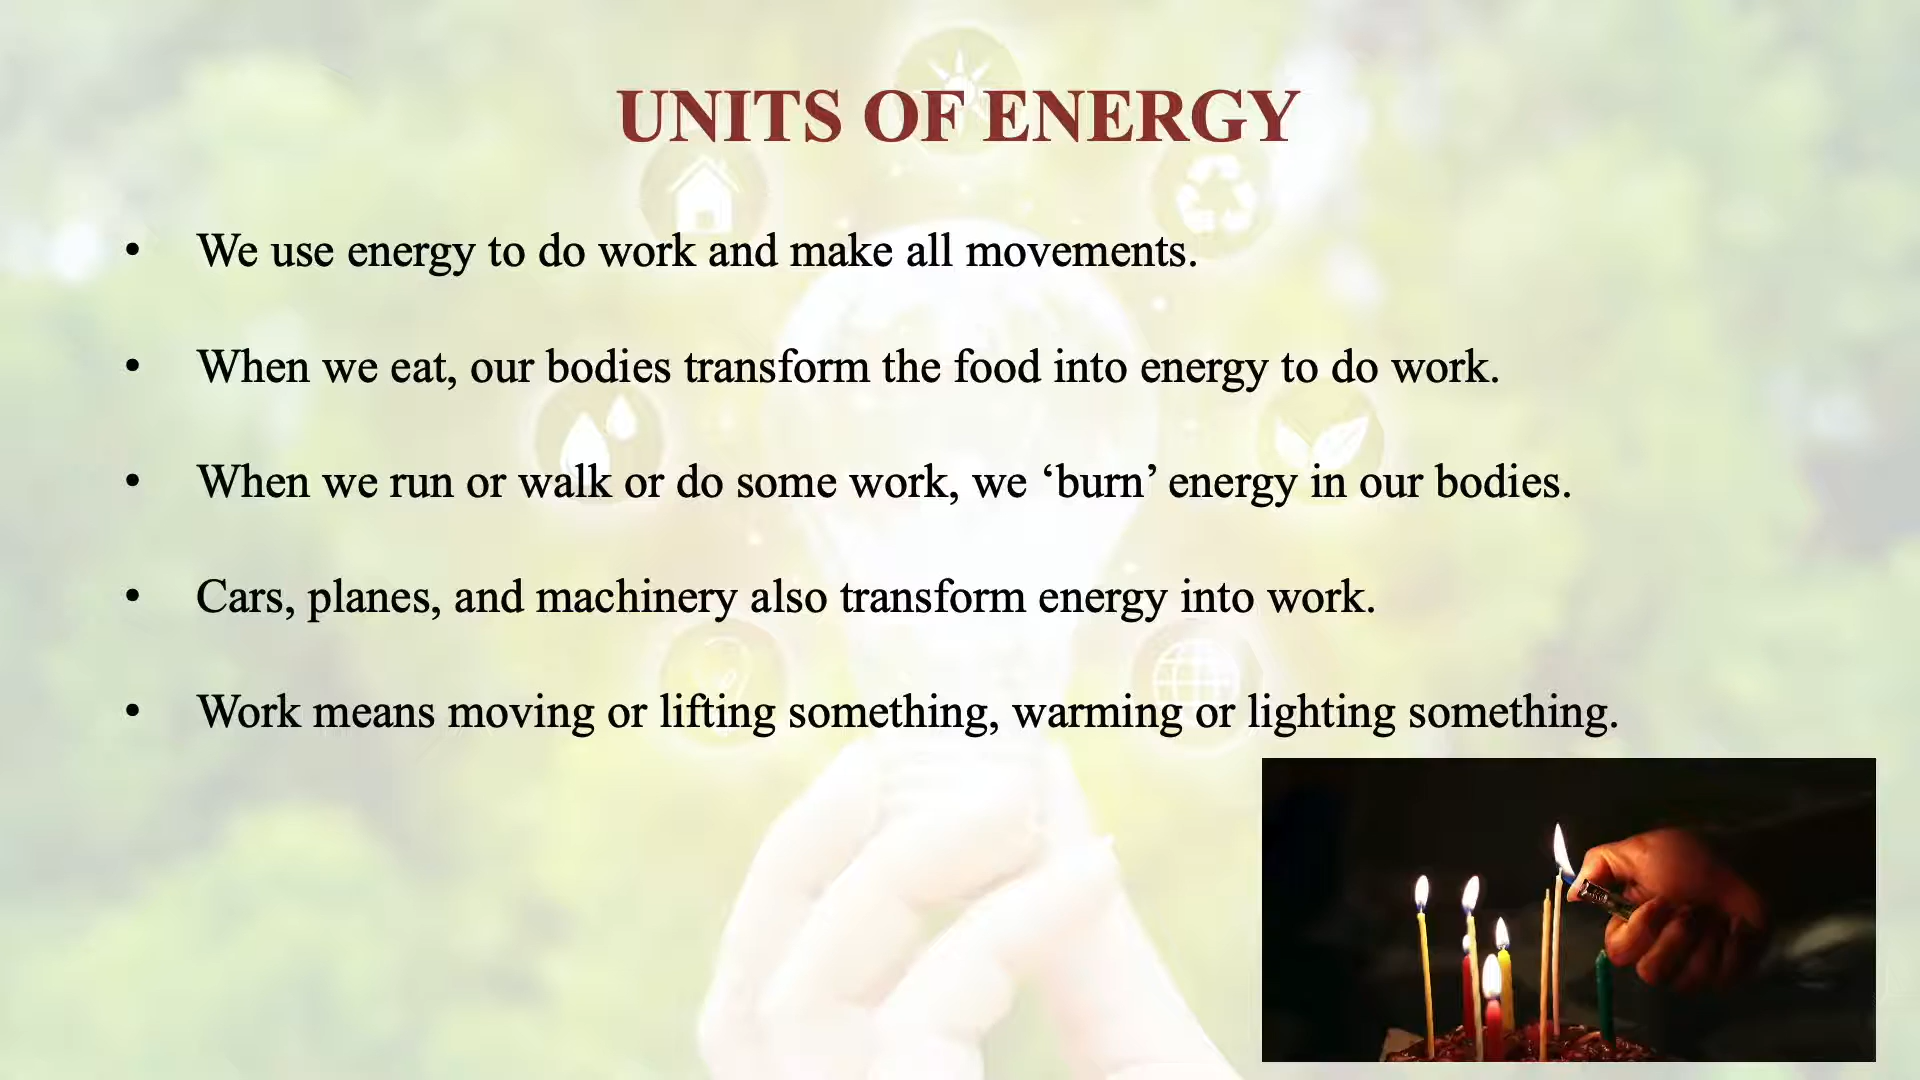 UNITS OF ENERGY
• We use energy to do work and make all movements.
• When we eat, our bodies transform the food into energy to do work.
• When we run or walk or do some work, we ‘burn’ energy in our bodies.
• Cars, planes, and machinery also transform energy into work.
• Work means moving or lifting something, warming or lighting something.